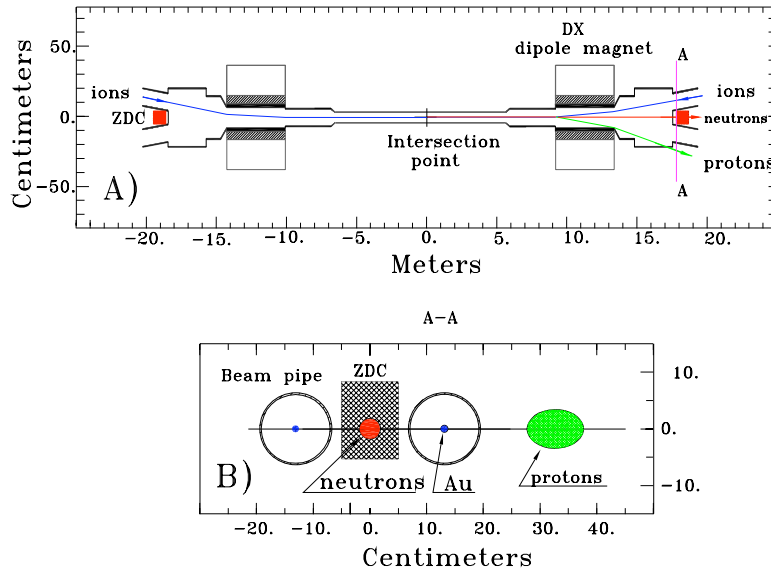 50.
0.
-50.
Centimeters
A)
ions
ZDC
DX
dipole magnet
A
ions
neutrons
protons
A
Intersection
point
-20. -15. -10. -5. 0. 5. 10. 15. 20.
Meters
A-A
Beam pipe
ZDC
10.
0.
-10.
B)
neutrons
Au
protons
-20. -10. 0. 10. 20. 30. 40.
Centimeters